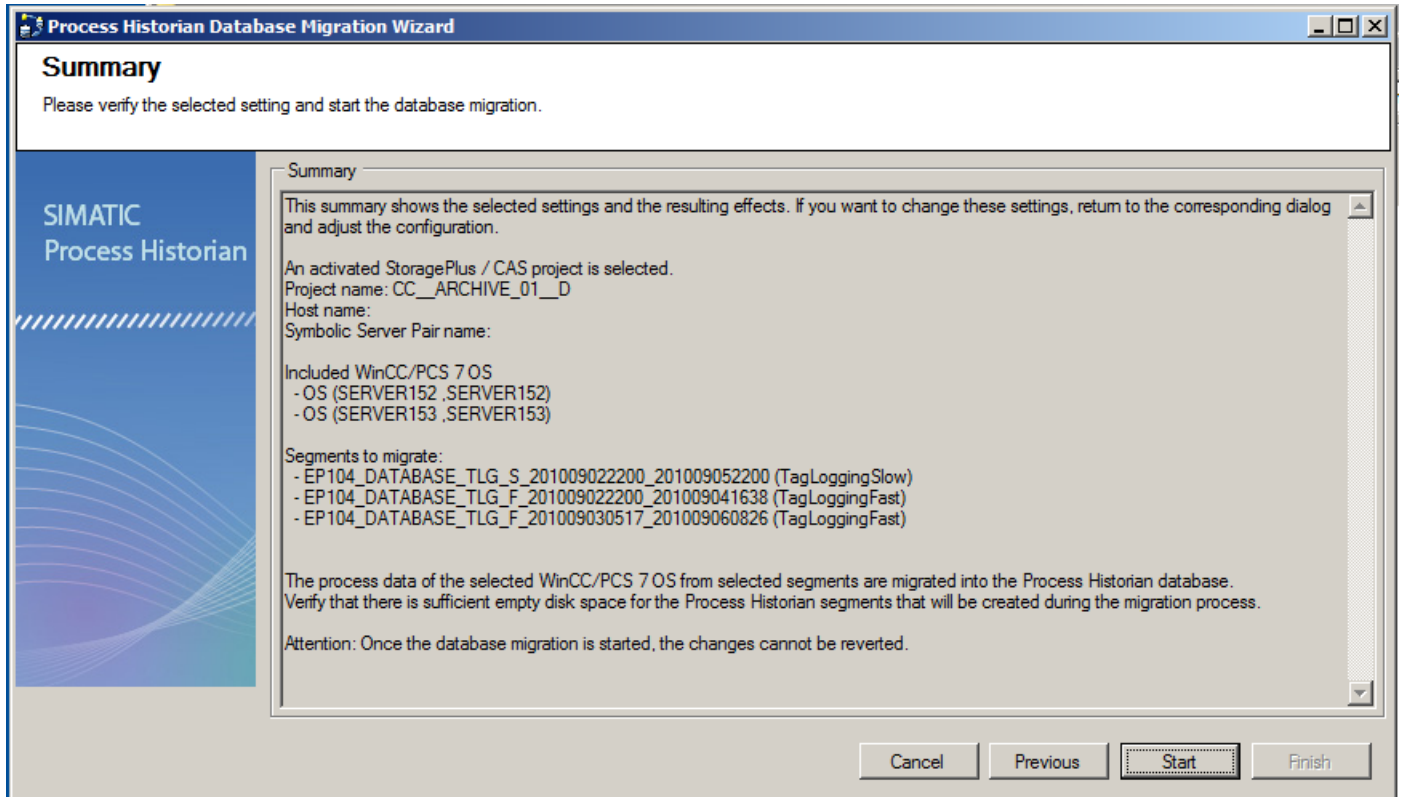 Process Historian Database Migration Wizard
Summary
Please verify the selected setting and start the database migration.
SIMATIC
Process Historian
Summary
This summary shows the selected settings and the resulting effects. If you want to change these settings, return to the corresponding dialog
and adjust the configuration.
An activated StoragePlus / CAS project is selected.
Project name: CC__ARCHIVE_01__D
Host name:
Symbolic Server Pair name:
Included WinCC/PCS 7 OS
- OS (SERVER152 ,SERVER152)
- OS (SERVER153 ,SERVER153)
Segments to migrate:
- EP104_DATABASE_TLG_S_201009022200_201009052200 (TagLoggingSlow)
- EP104_DATABASE_TLG_F_201009022200_201009041638 (TagLoggingFast)
- EP104_DATABASE_TLG_F_201009030517_201009060826 (TagLoggingFast)
The process data of the selected WinCC/PCS 7 OS from selected segments are migrated into the Process Historian database.
Verify that there is sufficient empty disk space for the Process Historian segments that will be created during the migration process.
Attention: Once the database migration is started, the changes cannot be reverted.
Cancel Previous Start Finish